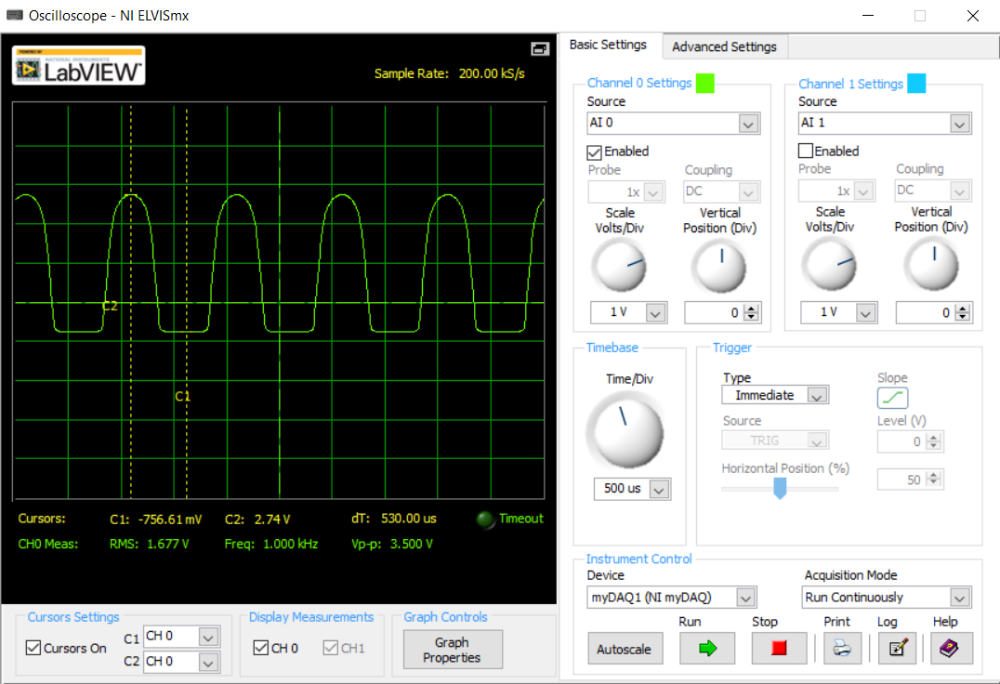 Oscilloscope - NI ELVISmx
POWERED BY
NATIONAL INSTRUMENTS
LabVIEW™
Sample Rate: 200.00 kS/s
C2
C1
Cursors: C1: -756.61 mV C2: 2.74 V dT: 530.00 us Timeout
CH0 Meas: RMS: 1.677 V Freq: 1.000 kHz Vp-p: 3.500 V
Cursors Settings
Cursors On
C1 CH 0
C2 CH 0
Display Measurements
CH 0 CH1
Graph Controls
Graph
Properties
Basic Settings Advanced Settings
Channel 0 Settings
Source
AI 0
Enabled
Probe Coupling
1x DC
Scale
Volts/Div
Vertical
Position (Div)
1 V 0
Channel 1 Settings
Source
AI 1
Enabled
Probe Coupling
1x DC
Scale
Volts/Div
Vertical
Position (Div)
1 V 0
Timebase
Time/Div
500 us
Trigger
Type
Immediate
Slope
Source
TRIG
Level (V)
0
Horizontal Position (%)
50
Instrument Control
Device
myDAQ1 (NI myDAQ)
Acquisition Mode
Run Continuously
Run Stop Print Log Help
Autoscale